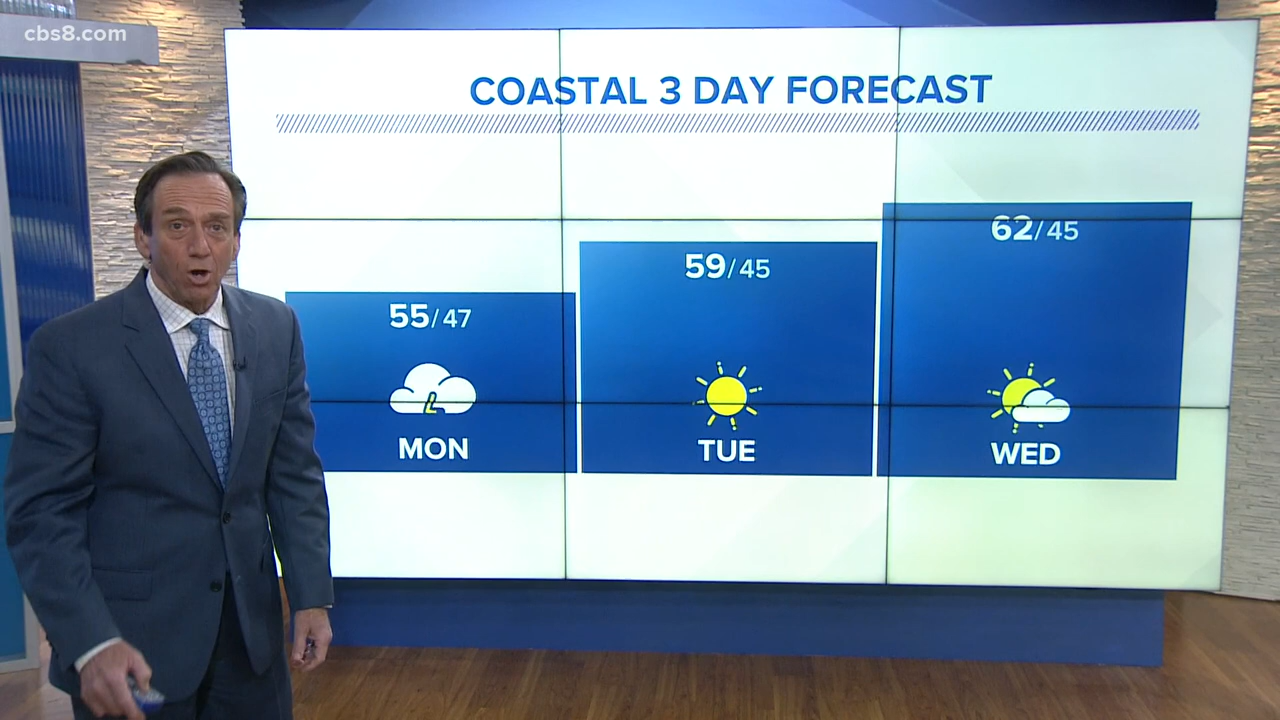 cbs8.com
COASTAL 3 DAY FORECAST
55/47
59/45
62/45
MON
TUE
WED